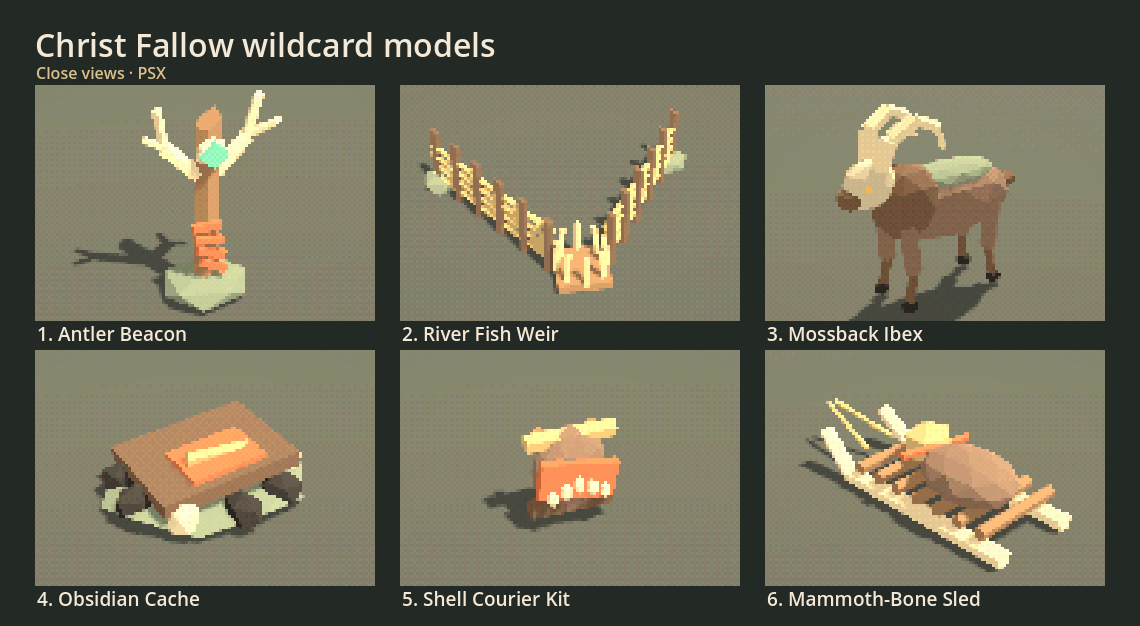 Christ Fallow wildcard models
Close views · PSX
1. Antler Beacon
2. River Fish Weir
3. Mossback Ibex
4. Obsidian Cache
5. Shell Courier Kit
6. Mammoth-Bone Sled